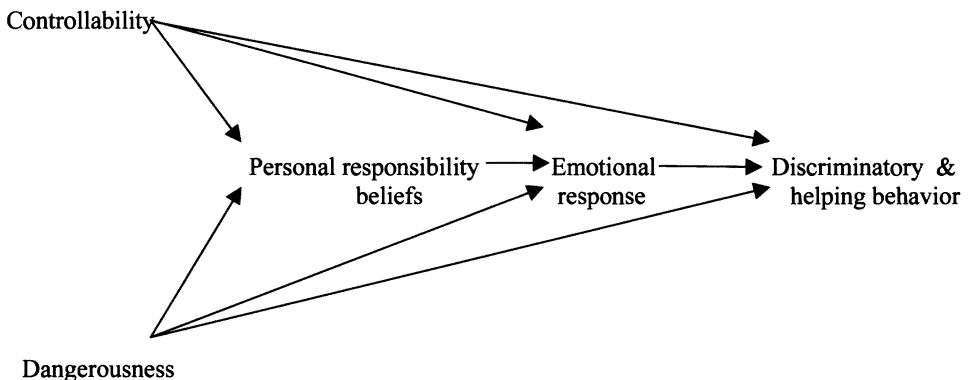 Controllability
Personal responsibility
beliefs
Emotional
response
Discriminatory &
helping behavior
Dangerousness